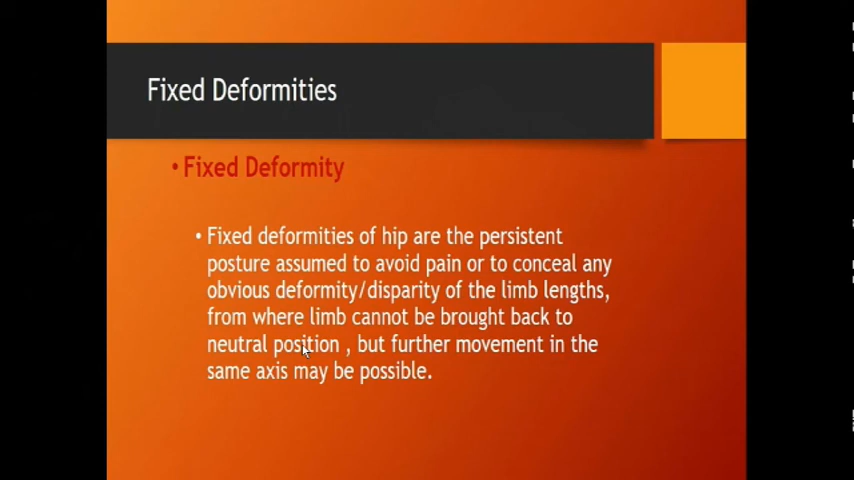 Fixed Deformities
• Fixed Deformity
• Fixed deformities of hip are the persistent
posture assumed to avoid pain or to conceal any
obvious deformity/disparity of the limb lengths,
from where limb cannot be brought back to
neutral position , but further movement in the
same axis may be possible.